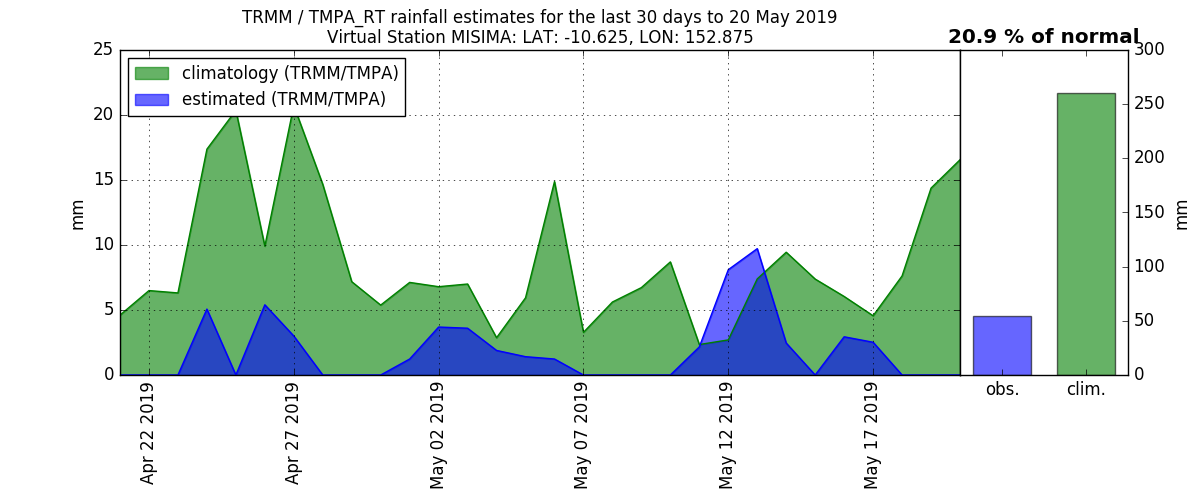 TRMM / TMPA_RT rainfall estimates for the last 30 days to 20 May 2019
Virtual Station MISIMA: LAT: -10.625, LON: 152.875
20.9 % of normal
climatology (TRMM/TMPA)
estimated (TRMM/TMPA)
25
20
15
10
5
0
mm
Apr 22 2019
Apr 27 2019
May 02 2019
May 07 2019
May 12 2019
May 17 2019
300
250
200
150
100
50
0
mm
obs.
clim.